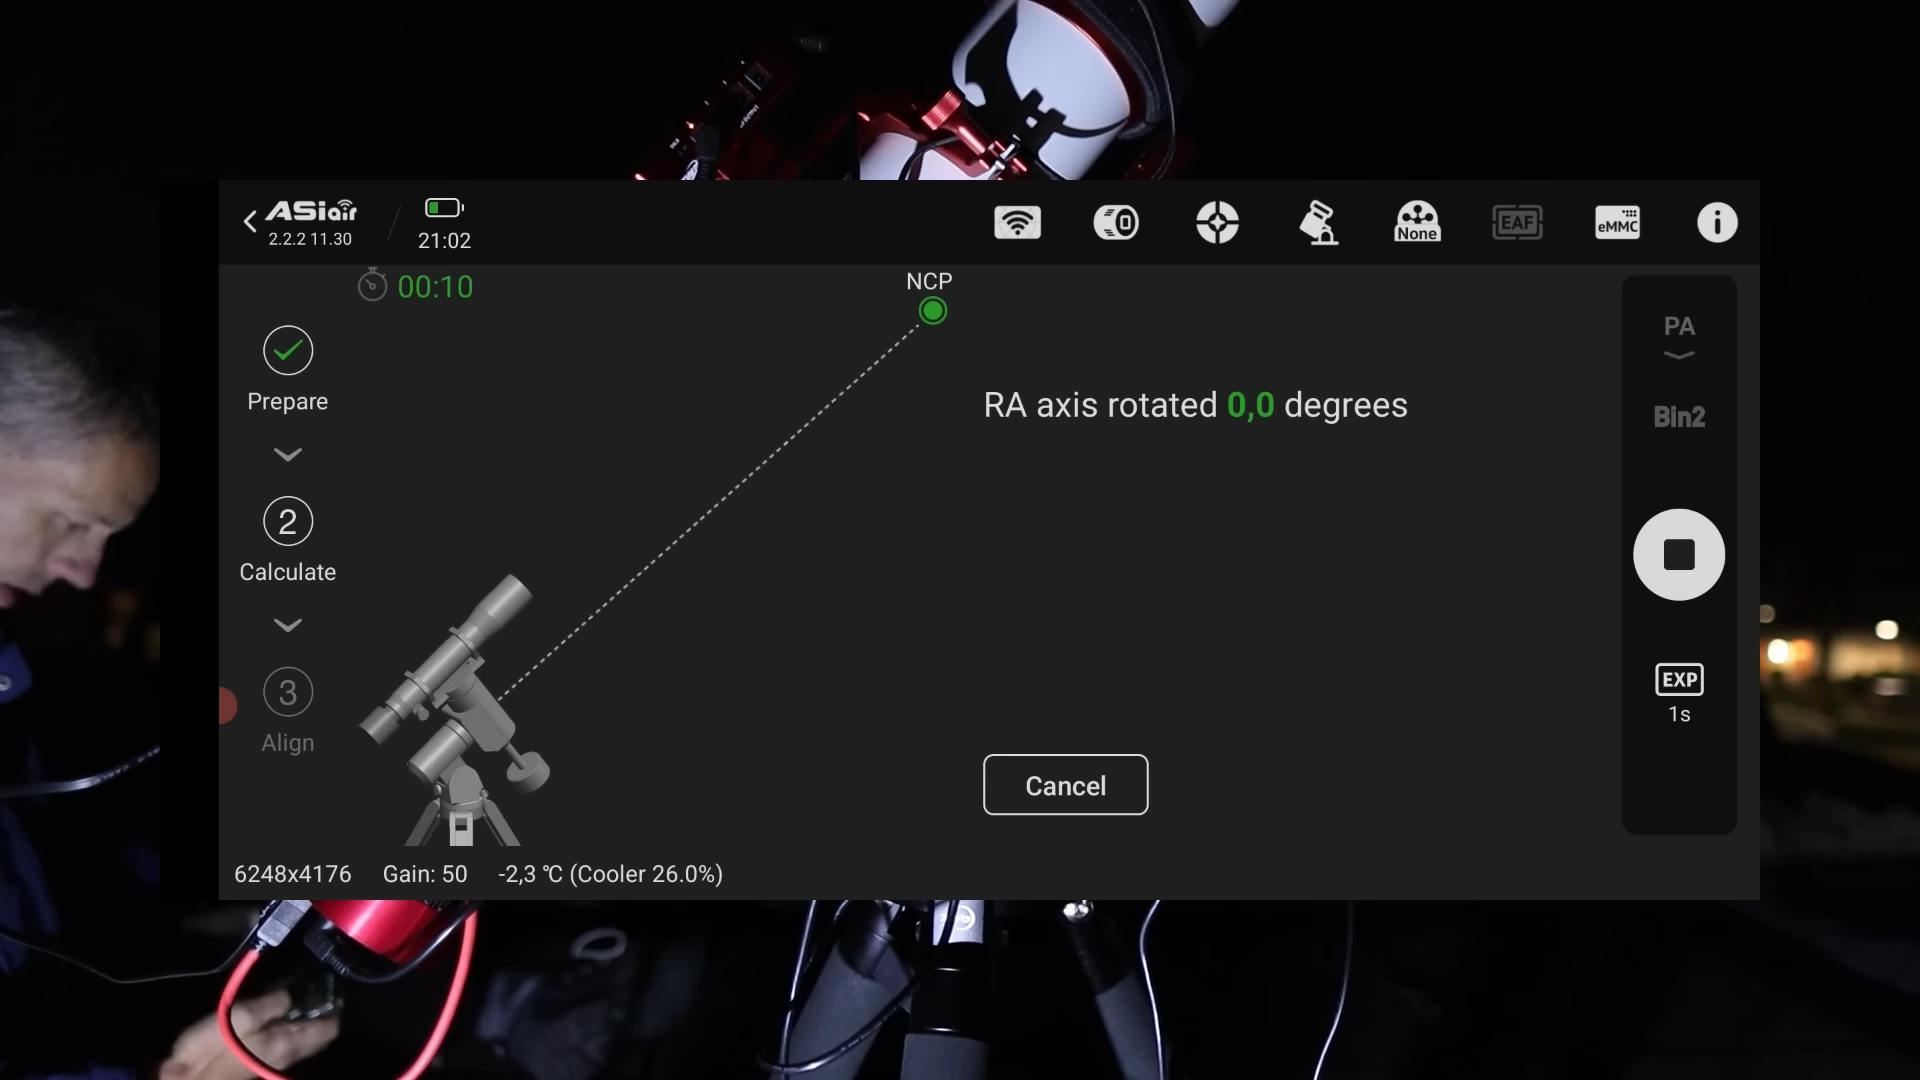 ASIair
2.2.2 11.30
21:02
None
EAF
eMMC
00:10
NCP
Prepare
RA axis rotated 0,0 degrees
PA
Bin2
2
Calculate
3
Align
EXP
1s
Cancel
6248x4176 Gain: 50 -2,3 ℃ (Cooler 26.0%)